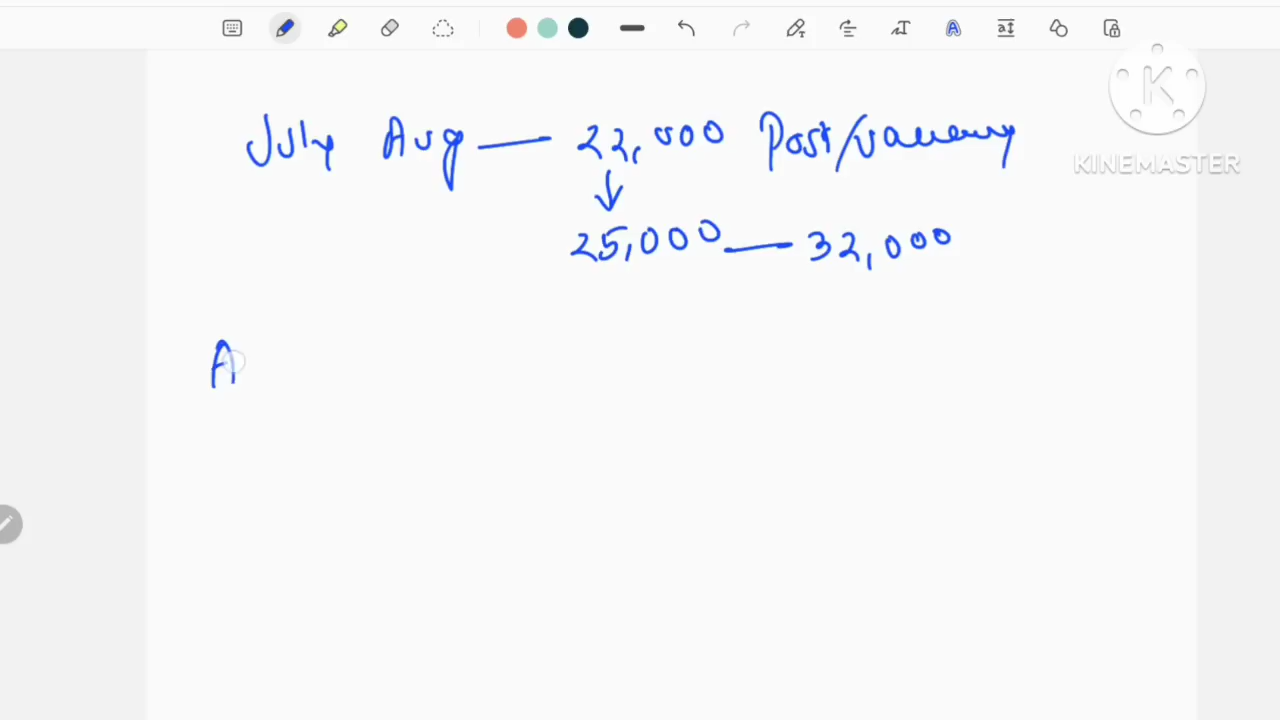 July Aug — 22,000 Post/vacancy
↓
25,000 — 32,000
A
K
KINEMASTER